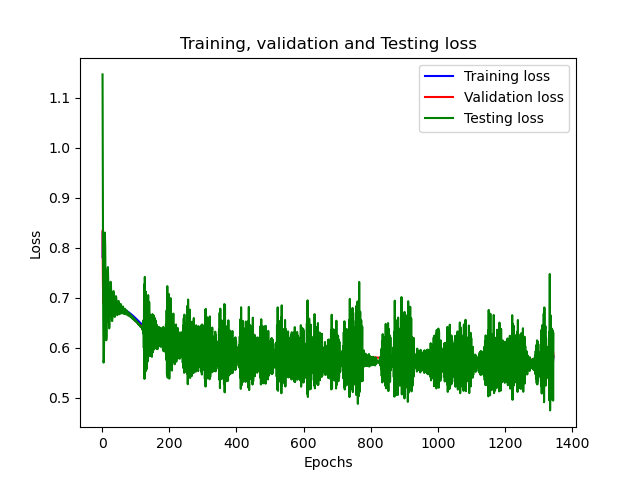 Training, validation and Testing loss
Training loss
Validation loss
Testing loss
Loss
1.1
1.0
0.9
0.8
0.7
0.6
0.5
0 200 400 600 800 1000 1200 1400
Epochs